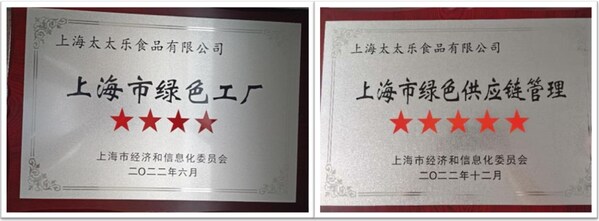 上海太太乐食品有限公司
上海市绿色工厂
★★★★
上海市经济和信息化委员会
二〇二二年六月
上海太太乐食品有限公司
上海市绿色供应链管理
★★★★★
上海市经济和信息化委员会
二〇二二年十二月